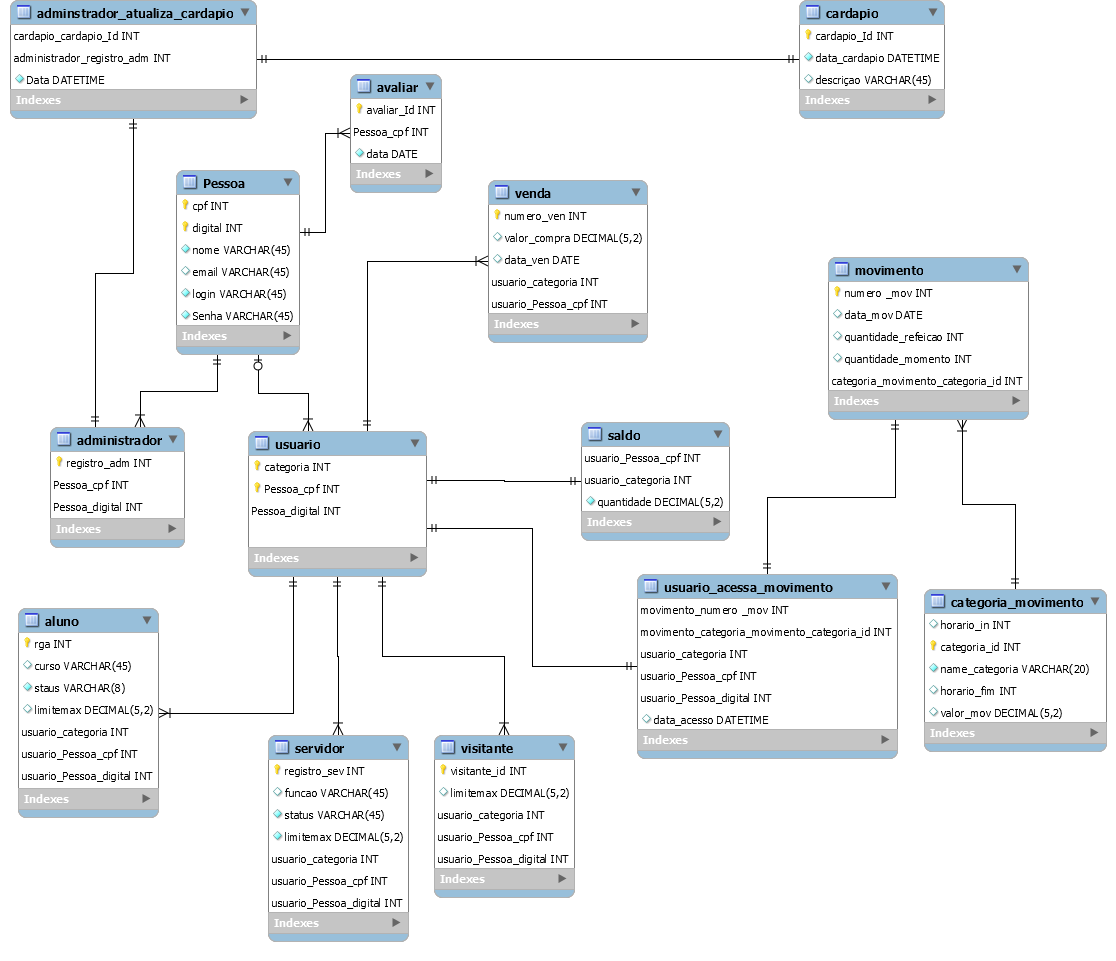 adminstrador_atualiza_cardapio
cardapio_cardapio_Id INT
administrador_registro_adm INT
Data DATETIME
Indexes
cardapio
cardapio_Id INT
data_cardapio DATETIME
descriçao VARCHAR(45)
Indexes
avaliar
avaliar_Id INT
Pessoa_cpf INT
data DATE
Indexes
Pessoa
cpf INT
digital INT
nome VARCHAR(45)
email VARCHAR(45)
login VARCHAR(45)
Senha VARCHAR(45)
Indexes
venda
numero_ven INT
valor_compra DECIMAL(5,2)
data_ven DATE
usuario_categoria INT
usuario_Pessoa_cpf INT
Indexes
movimento
numero _mov INT
data_mov DATE
quantidade_refeicao INT
quantidade_momento INT
categoria_movimento_categoria_id INT
Indexes
administrador
registro_adm INT
Pessoa_cpf INT
Pessoa_digital INT
Indexes
usuario
categoria INT
Pessoa_cpf INT
Pessoa_digital INT
Indexes
saldo
usuario_Pessoa_cpf INT
usuario_categoria INT
quantidade DECIMAL(5,2)
Indexes
usuario_acessa_movimento
movimento_numero _mov INT
movimento_categoria_movimento_categoria_id INT
usuario_categoria INT
usuario_Pessoa_cpf INT
usuario_Pessoa_digital INT
data_acesso DATETIME
Indexes
categoria_movimento
horario_in INT
categoria_id INT
name_categoria VARCHAR(20)
horario_fim INT
valor_mov DECIMAL(5,2)
Indexes
aluno
rga INT
curso VARCHAR(45)
staus VARCHAR(8)
limitemax DECIMAL(5,2)
usuario_categoria INT
usuario_Pessoa_cpf INT
usuario_Pessoa_digital INT
Indexes
servidor
registro_sev INT
funcao VARCHAR(45)
status VARCHAR(45)
limitemax DECIMAL(5,2)
usuario_categoria INT
usuario_Pessoa_cpf INT
usuario_Pessoa_digital INT
Indexes
visitante
visitante_id INT
limitemax DECIMAL(5,2)
usuario_categoria INT
usuario_Pessoa_cpf INT
usuario_Pessoa_digital INT
Indexes